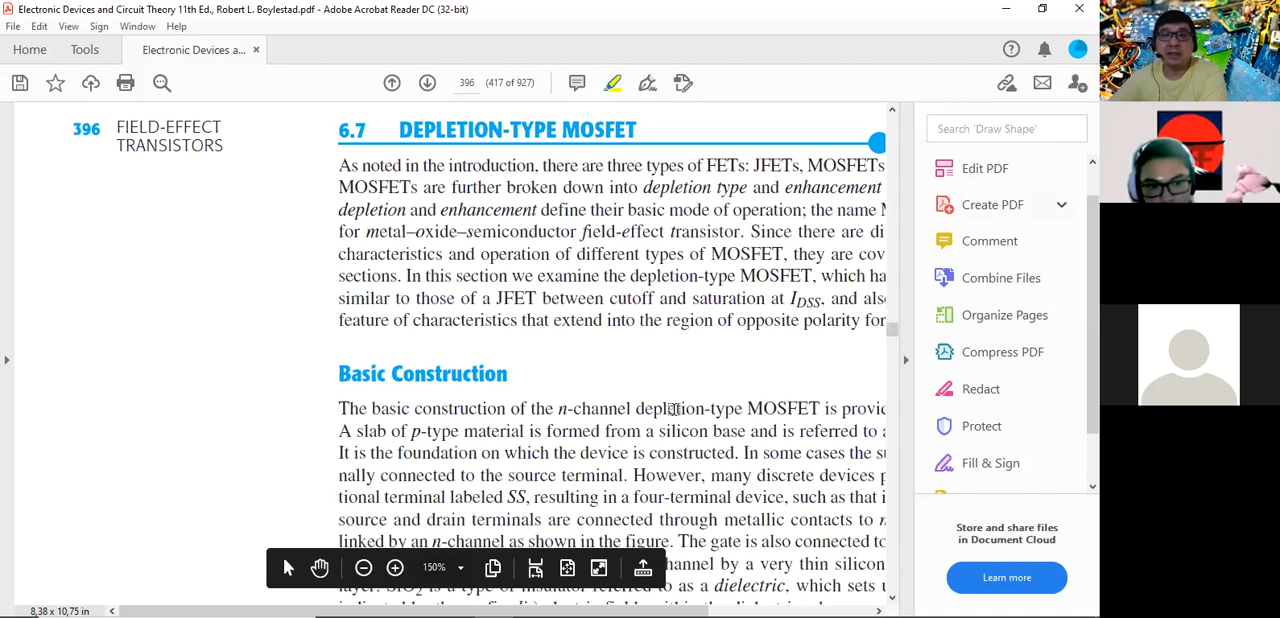 Electronic Devices and Circuit Theory 11th Ed., Robert L. Boylestad.pdf - Adobe Acrobat Reader DC (32-bit)
File Edit View Sign Window Help
Home Tools Electronic Devices a... ×
396 (417 of 927)
396 FIELD-EFFECT
TRANSISTORS
6.7 DEPLETION-TYPE MOSFET
As noted in the introduction, there are three types of FETs: JFETs, MOSFETs
MOSFETs are further broken down into depletion type and enhancement
depletion and enhancement define their basic mode of operation; the name
for metal–oxide–semiconductor field-effect transistor. Since there are di
characteristics and operation of different types of MOSFET, they are cov
sections. In this section we examine the depletion-type MOSFET, which ha
similar to those of a JFET between cutoff and saturation at IDSS, and also
feature of characteristics that extend into the region of opposite polarity for
Basic Construction
The basic construction of the n-channel depletion-type MOSFET is provid
A slab of p-type material is formed from a silicon base and is referred to a
It is the foundation on which the device is constructed. In some cases the su
nally connected to the source terminal. However, many discrete devices p
tional terminal labeled SS, resulting in a four-terminal device, such as that i
source and drain terminals are connected through metallic contacts to n
linked by an n-channel as shown in the figure. The gate is also connected to
hannel by a very thin silicon
layer. SiO2 is a type of insulator referred to as a dielectric, which sets u
150%
8,38 x 10,75 in
Search 'Draw Shape'
Edit PDF
Create PDF
Comment
Combine Files
Organize Pages
Compress PDF
Redact
Protect
Fill & Sign
Store and share files
in Document Cloud
Learn more